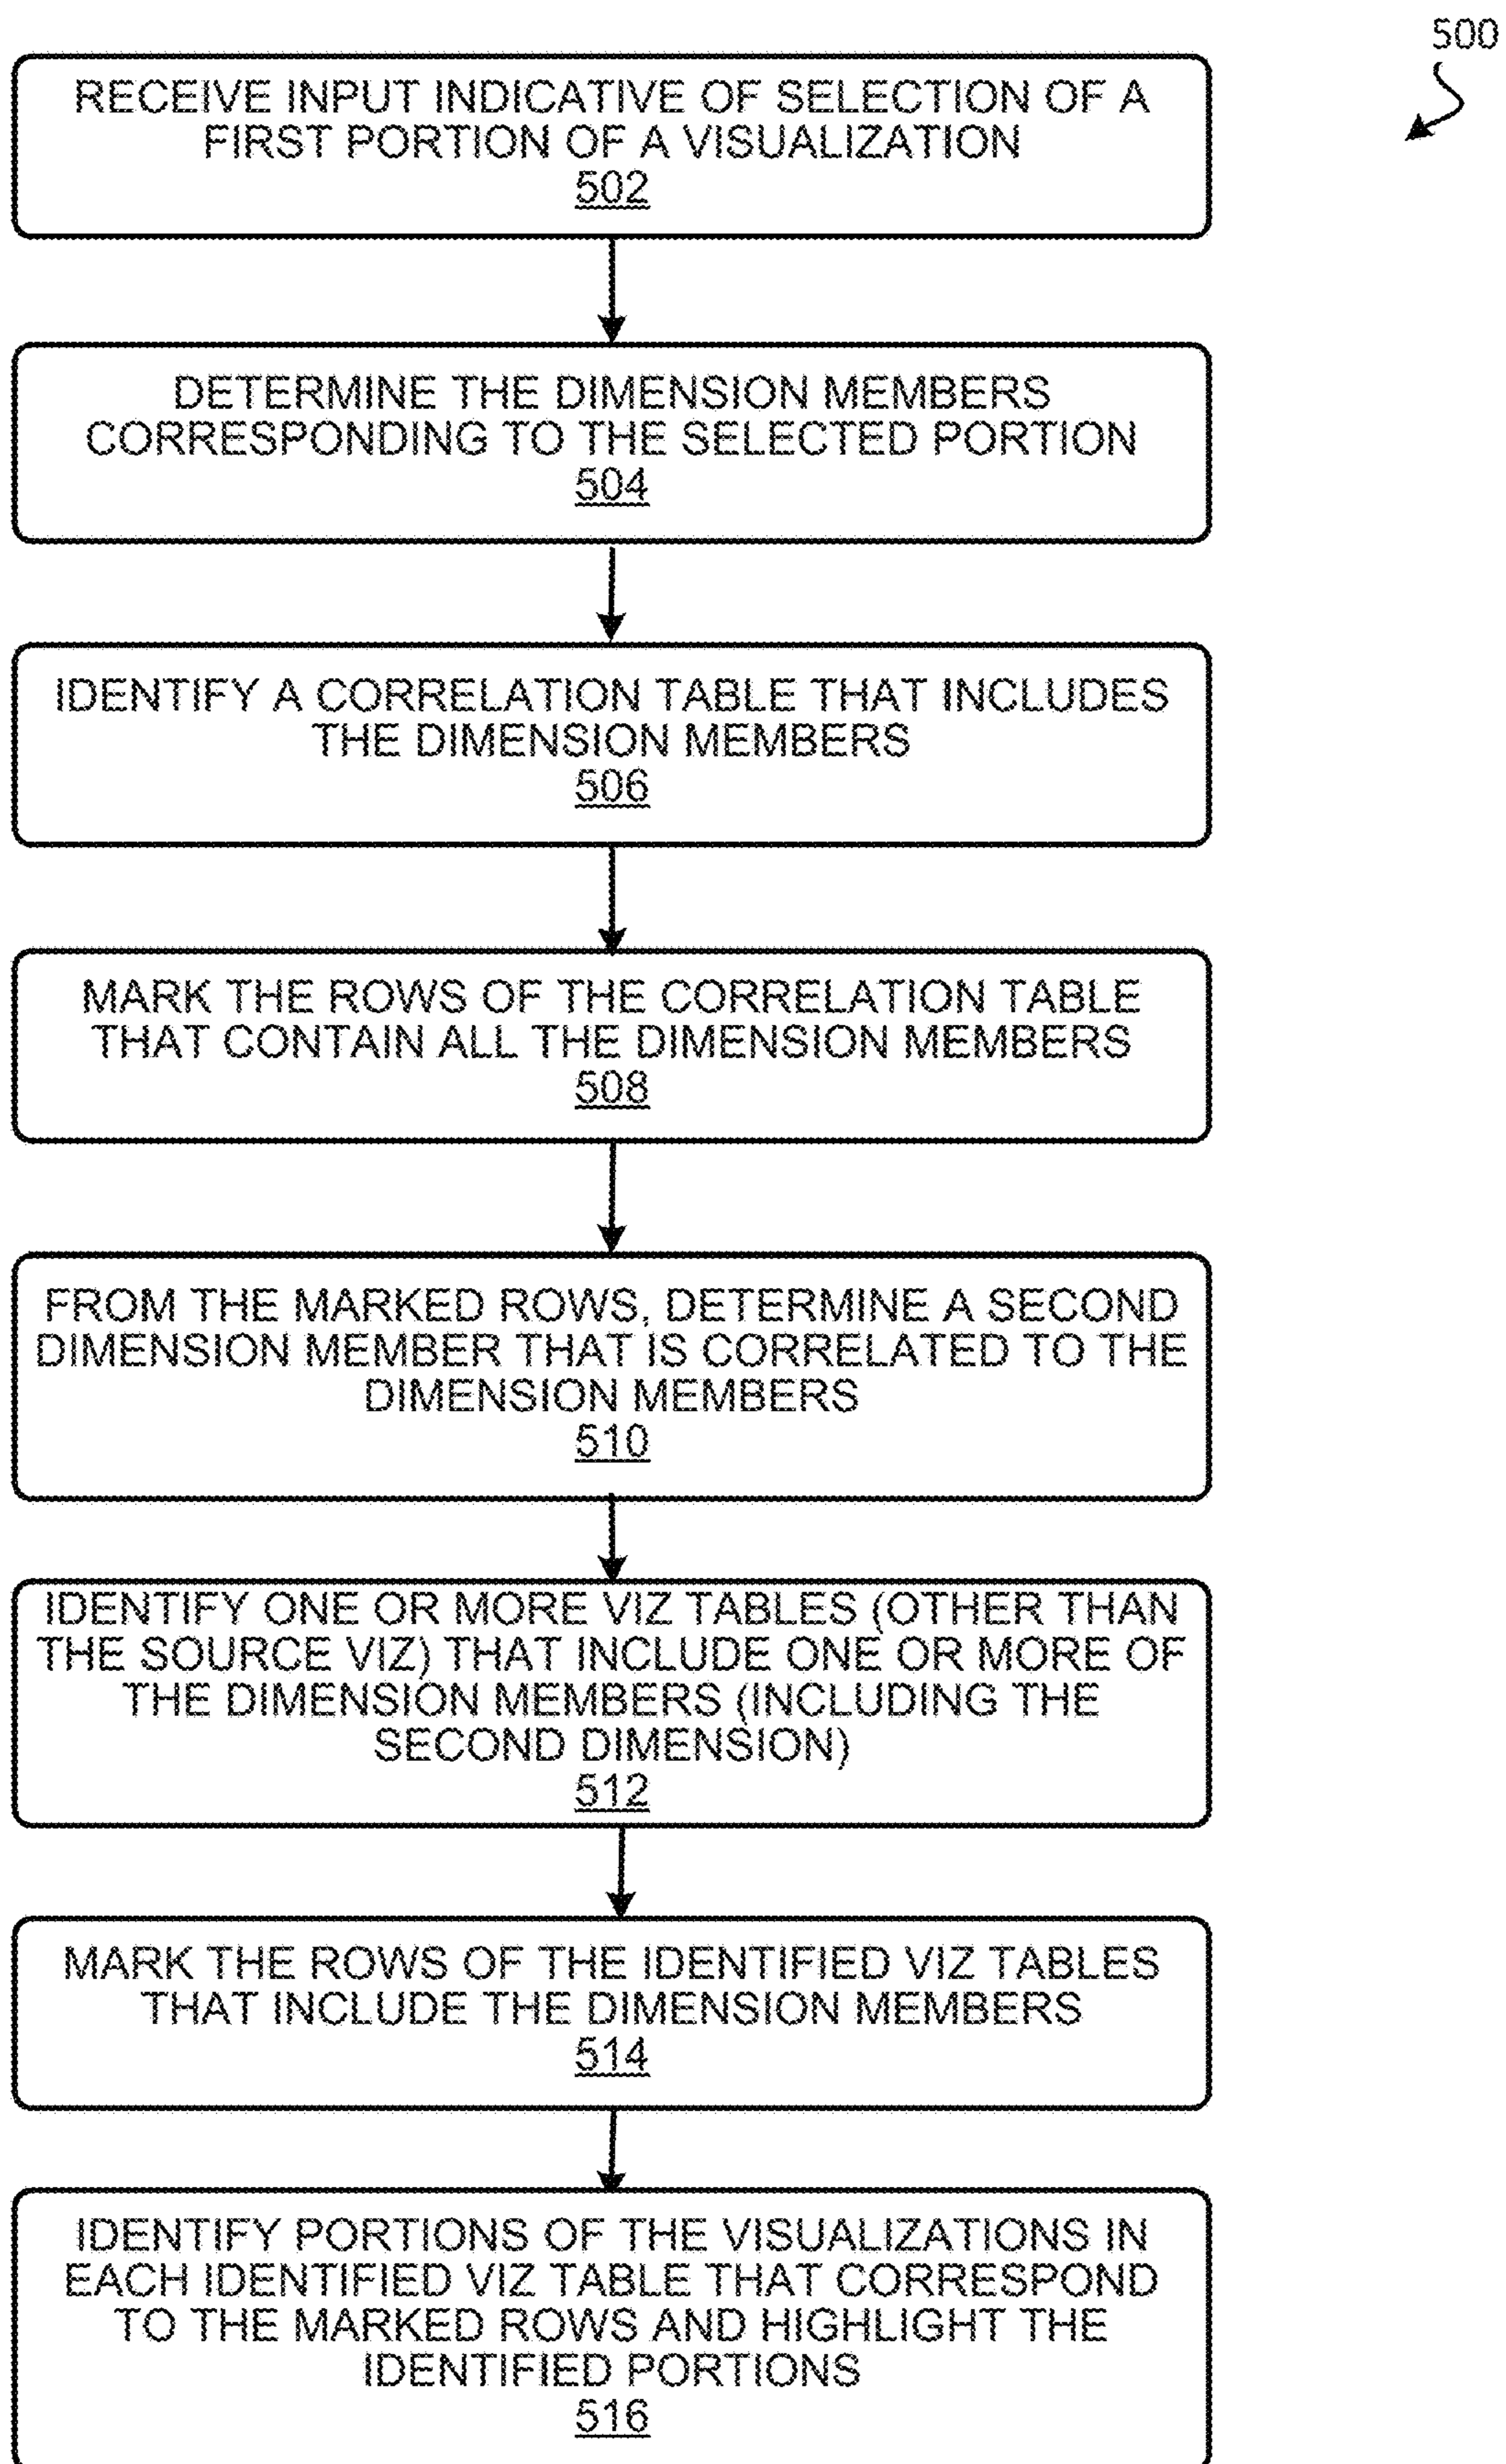 500
RECEIVE INPUT INDICATIVE OF SELECTION OF A
FIRST PORTION OF A VISUALIZATION
502
DETERMINE THE DIMENSION MEMBERS
CORRESPONDING TO THE SELECTED PORTION
504
IDENTIFY A CORRELATION TABLE THAT INCLUDES
THE DIMENSION MEMBERS
506
MARK THE ROWS OF THE CORRELATION TABLE
THAT CONTAIN ALL THE DIMENSION MEMBERS
508
FROM THE MARKED ROWS, DETERMINE A SECOND
DIMENSION MEMBER THAT IS CORRELATED TO THE
DIMENSION MEMBERS
510
IDENTIFY ONE OR MORE VIZ TABLES (OTHER THAN
THE SOURCE VIZ) THAT INCLUDE ONE OR MORE OF
THE DIMENSION MEMBERS (INCLUDING THE
SECOND DIMENSION)
512
MARK THE ROWS OF THE IDENTIFIED VIZ TABLES
THAT INCLUDE THE DIMENSION MEMBERS
514
IDENTIFY PORTIONS OF THE VISUALIZATIONS IN
EACH IDENTIFIED VIZ TABLE THAT CORRESPOND
TO THE MARKED ROWS AND HIGHLIGHT THE
IDENTIFIED PORTIONS
516